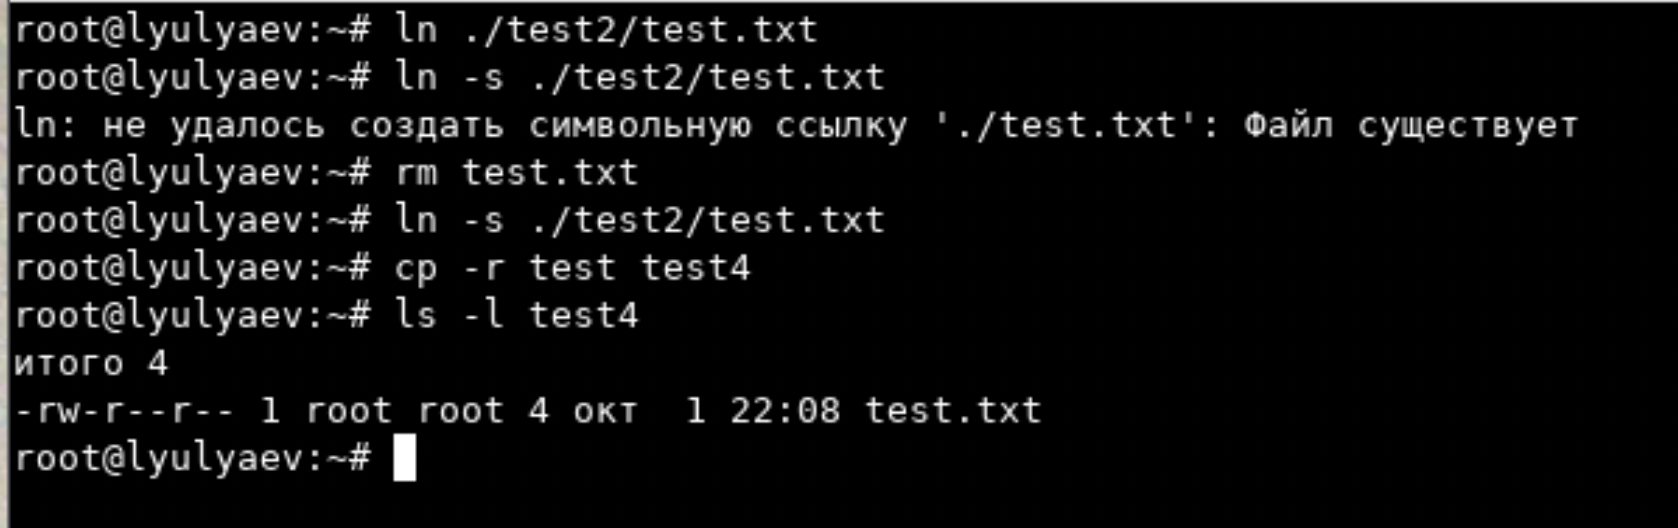 root@lyulyaev:~# ln ./test2/test.txt
root@lyulyaev:~# ln -s ./test2/test.txt
ln: не удалось создать символьную ссылку './test.txt': Файл существует
root@lyulyaev:~# rm test.txt
root@lyulyaev:~# ln -s ./test2/test.txt
root@lyulyaev:~# cp -r test test4
root@lyulyaev:~# ls -l test4
итого 4
-rw-r--r-- 1 root root 4 окт  1 22:08 test.txt
root@lyulyaev:~#